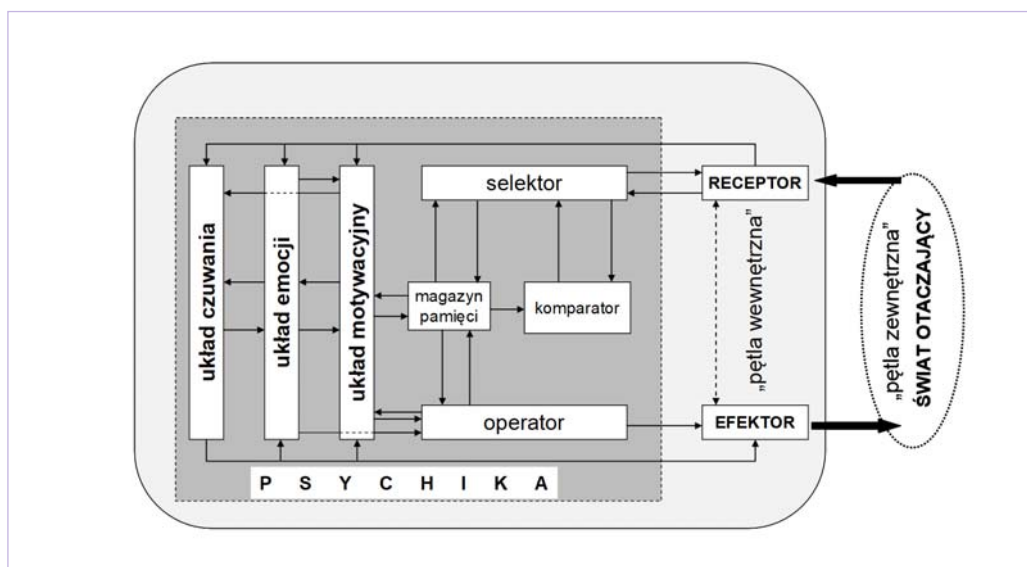 układ czuwania
układ emocji
układ motywacyjny
selektor
magazyn
pamięci
komparator
operator
RECEPTOR
„pętla wewnętrzna”
EFEKTOR
„pętla zewnętrzna”
ŚWIAT OTACZAJĄCY
P S Y C H I K A